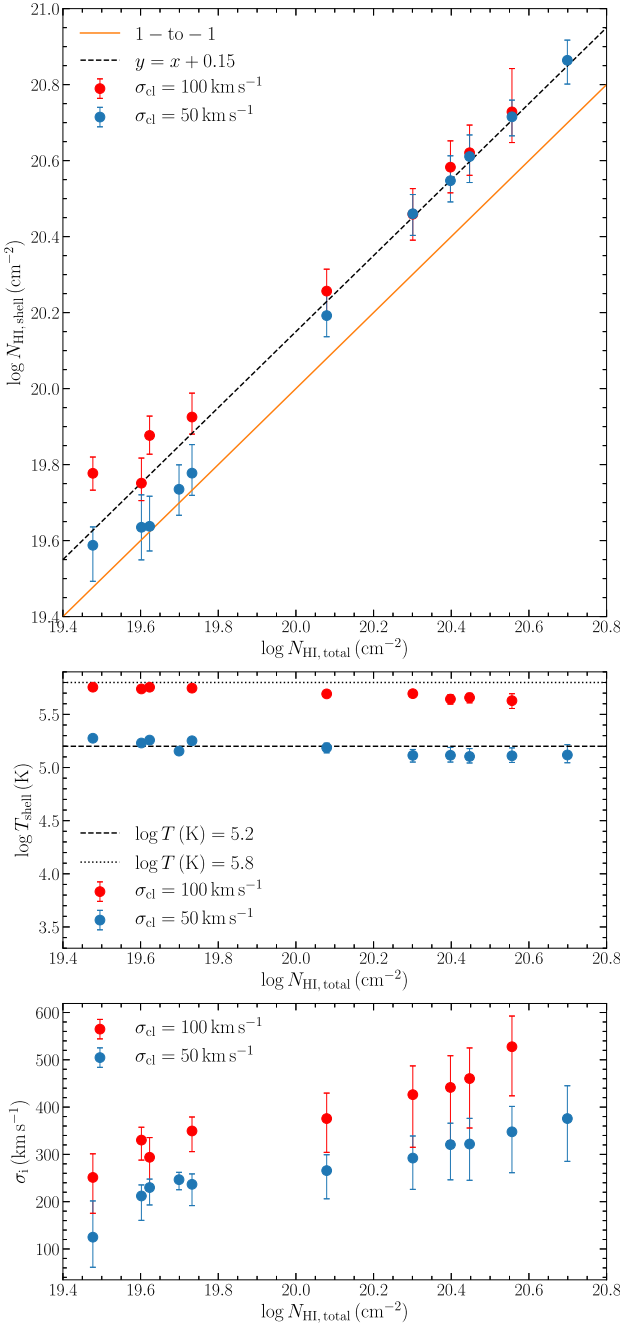 21.0
20.8
20.6
20.4
20.2
20.0
19.8
19.6
19.4
log N_HI, shell (cm⁻²)
1 − to − 1
y = x + 0.15
σ_cl = 100 km s⁻¹
σ_cl = 50 km s⁻¹
19.4 19.6 19.8 20.0 20.2 20.4 20.6 20.8
log N_HI, total (cm⁻²)
5.5
5.0
4.5
4.0
3.5
log T_shell (K)
log T (K) = 5.2
log T (K) = 5.8
σ_cl = 100 km s⁻¹
σ_cl = 50 km s⁻¹
19.4 19.6 19.8 20.0 20.2 20.4 20.6 20.8
log N_HI, total (cm⁻²)
600
500
400
300
200
100
σ_i (km s⁻¹)
σ_cl = 100 km s⁻¹
σ_cl = 50 km s⁻¹
19.4 19.6 19.8 20.0 20.2 20.4 20.6 20.8
log N_HI, total (cm⁻²)